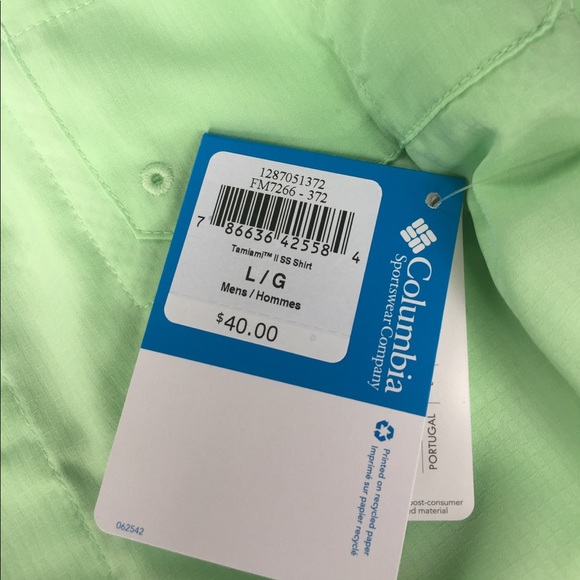 1287051372
FM7266 - 372
7 86636 42558 4
Tamiami™ II SS Shirt
L / G
Mens / Hommes
$40.00
Columbia
Sportswear Company
Printed on recycled paper
Imprimé sur papier recyclé
062542
PORTUGAL
post-consumer
material